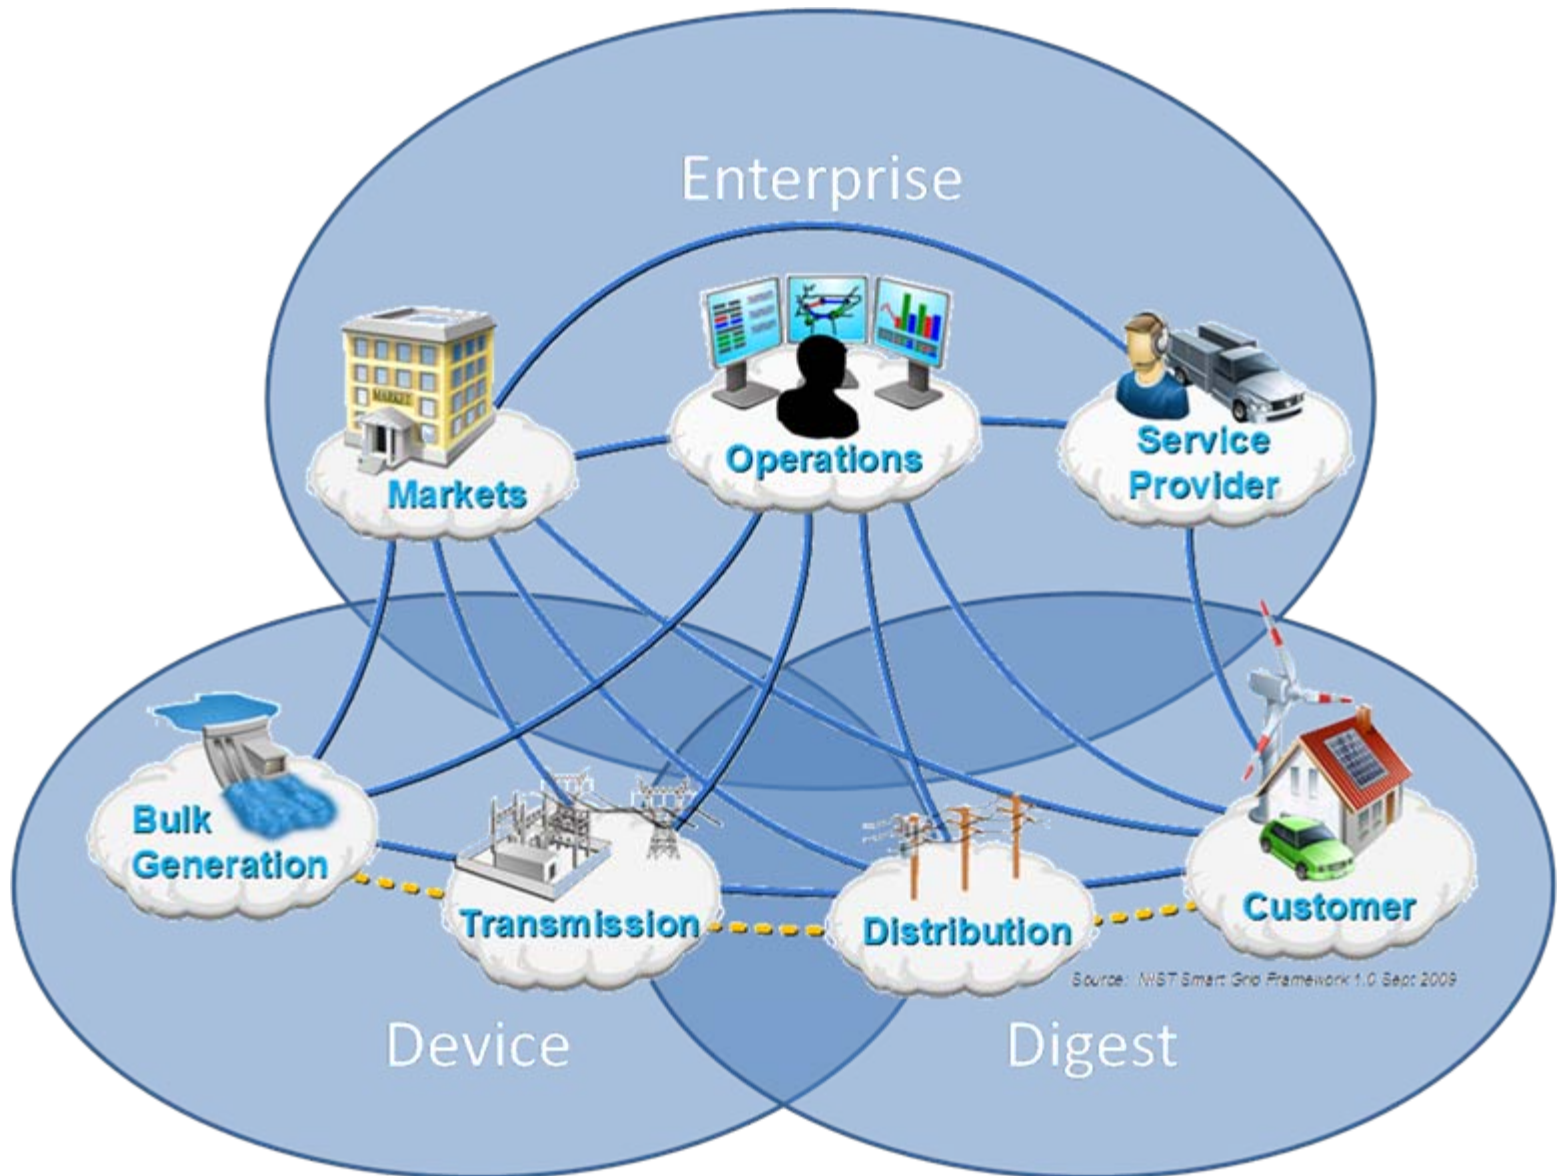 Enterprise
MARKET
Markets
Operations
Service
Provider
Bulk
Generation
Transmission
Distribution
Customer
Source: NIST Smart Grid Framework 1.0 Sept 2009
Device
Digest